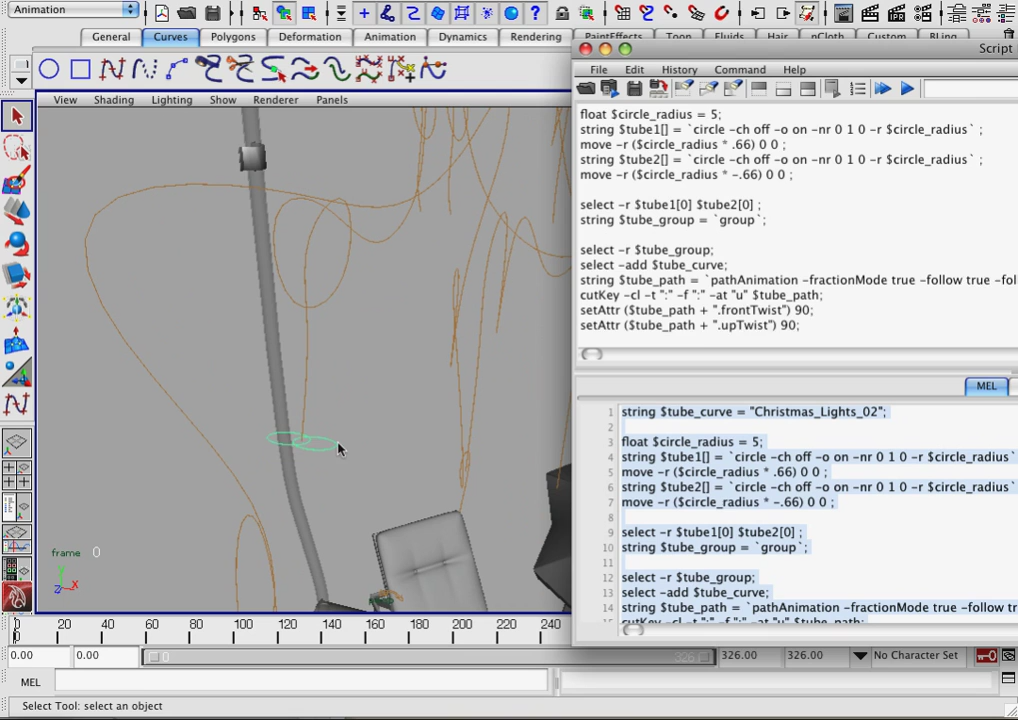 Animation
General Curves Polygons Deformation Animation Dynamics Rendering PaintEffects Toon Fluids Hair nCloth Custom
Script
View Shading Lighting Show Renderer Panels
File Edit History Command Help
float $circle_radius = 5;
string $tube1[] = `circle -ch off -o on -nr 0 1 0 -r $circle_radius` ;
move -r ($circle_radius * .66) 0 0 ;
string $tube2[] = `circle -ch off -o on -nr 0 1 0 -r $circle_radius` ;
move -r ($circle_radius * -.66) 0 0 ;
select -r $tube1[0] $tube2[0] ;
string $tube_group = `group`;
select -r $tube_group;
select -add $tube_curve;
string $tube_path = `pathAnimation -fractionMode true -follow true -fol
cutKey -cl -t ":" -f ":" -at "u" $tube_path;
setAttr ($tube_path + ".frontTwist") 90;
setAttr ($tube_path + ".upTwist") 90;
MEL
1 string $tube_curve = "Christmas_Lights_02";
2
3 float $circle_radius = 5;
4 string $tube1[] = `circle -ch off -o on -nr 0 1 0 -r $circle_radius`
5 move -r ($circle_radius * .66) 0 0 ;
6 string $tube2[] = `circle -ch off -o on -nr 0 1 0 -r $circle_radius`
7 move -r ($circle_radius * -.66) 0 0 ;
8
9 select -r $tube1[0] $tube2[0] ;
10 string $tube_group = `group`;
11
12 select -r $tube_group;
13 select -add $tube_curve;
14 string $tube_path = `pathAnimation -fractionMode true -follow tr
cutKey -cl -t ":" -f ":" -at "u" $tube_path;
frame 0
y
z x
0 20 40 60 80 100 120 140 160 180 200 220 240
0.00 0.00 0 326 326.00 326.00 No Character Set
MEL
Select Tool: select an object